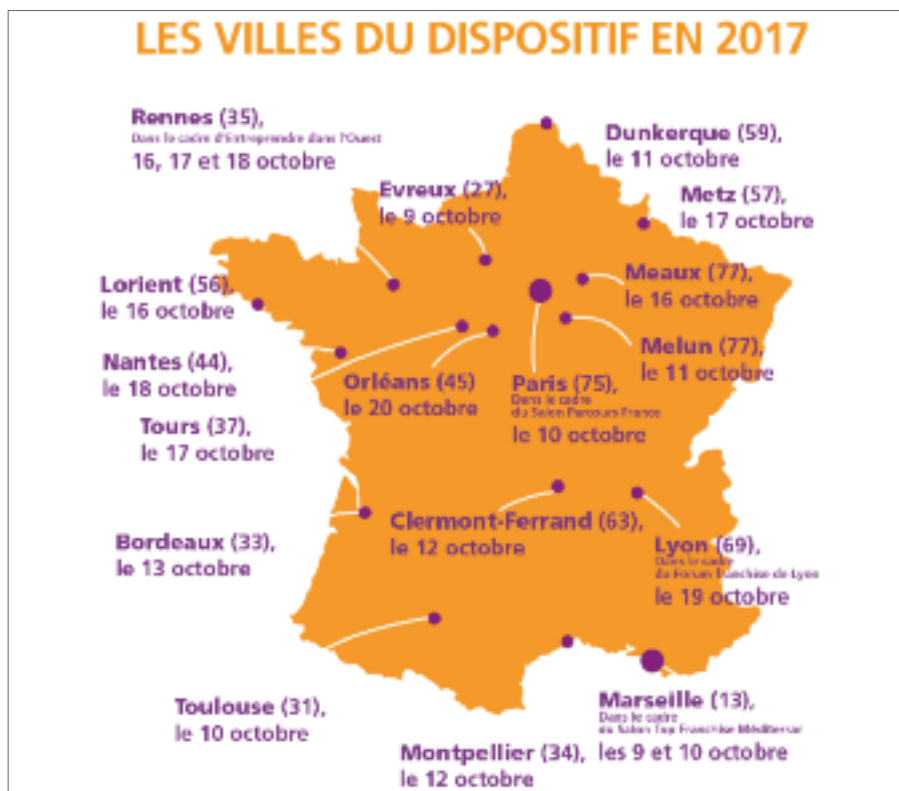 LES VILLES DU DISPOSITIF EN 2017
Rennes (35),
Dans le cadre d'Entreprendre dans l'Ouest
16, 17 et 18 octobre
Dunkerque (59),
le 11 octobre
Evreux (27),
le 9 octobre
Metz (57),
le 17 octobre
Lorient (56),
le 16 octobre
Meaux (77),
le 16 octobre
Nantes (44),
le 18 octobre
Orléans (45)
le 20 octobre
Paris (75),
Dans le cadre
du Salon Parcours France
le 10 octobre
Melun (77),
le 11 octobre
Tours (37),
le 17 octobre
Bordeaux (33),
le 13 octobre
Clermont-Ferrand (63),
le 12 octobre
Lyon (69),
Dans le cadre
du Forum franchise de Lyon
le 19 octobre
Toulouse (31),
le 10 octobre
Montpellier (34),
le 12 octobre
Marseille (13),
Dans le cadre
du Salon Top Franchise
les 9 et 10 octobre